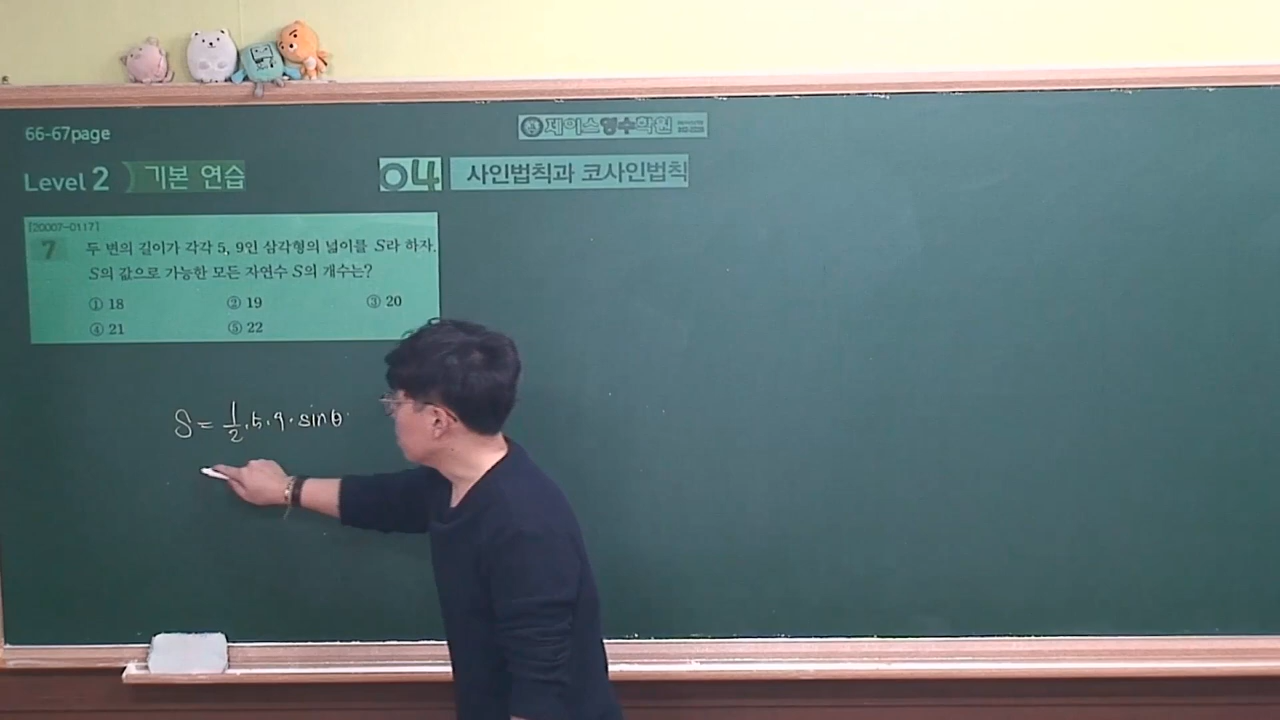 66-67page
제이스영수학원
Level 2 기본 연습
04 사인법칙과 코사인법칙
[20007-0117]
7 두 변의 길이가 각각 5, 9인 삼각형의 넓이를 S라 하자.
S의 값으로 가능한 모든 자연수 S의 개수는?
① 18 ② 19 ③ 20
④ 21 ⑤ 22
S = 1/2 · 5 · 9 · sinθ